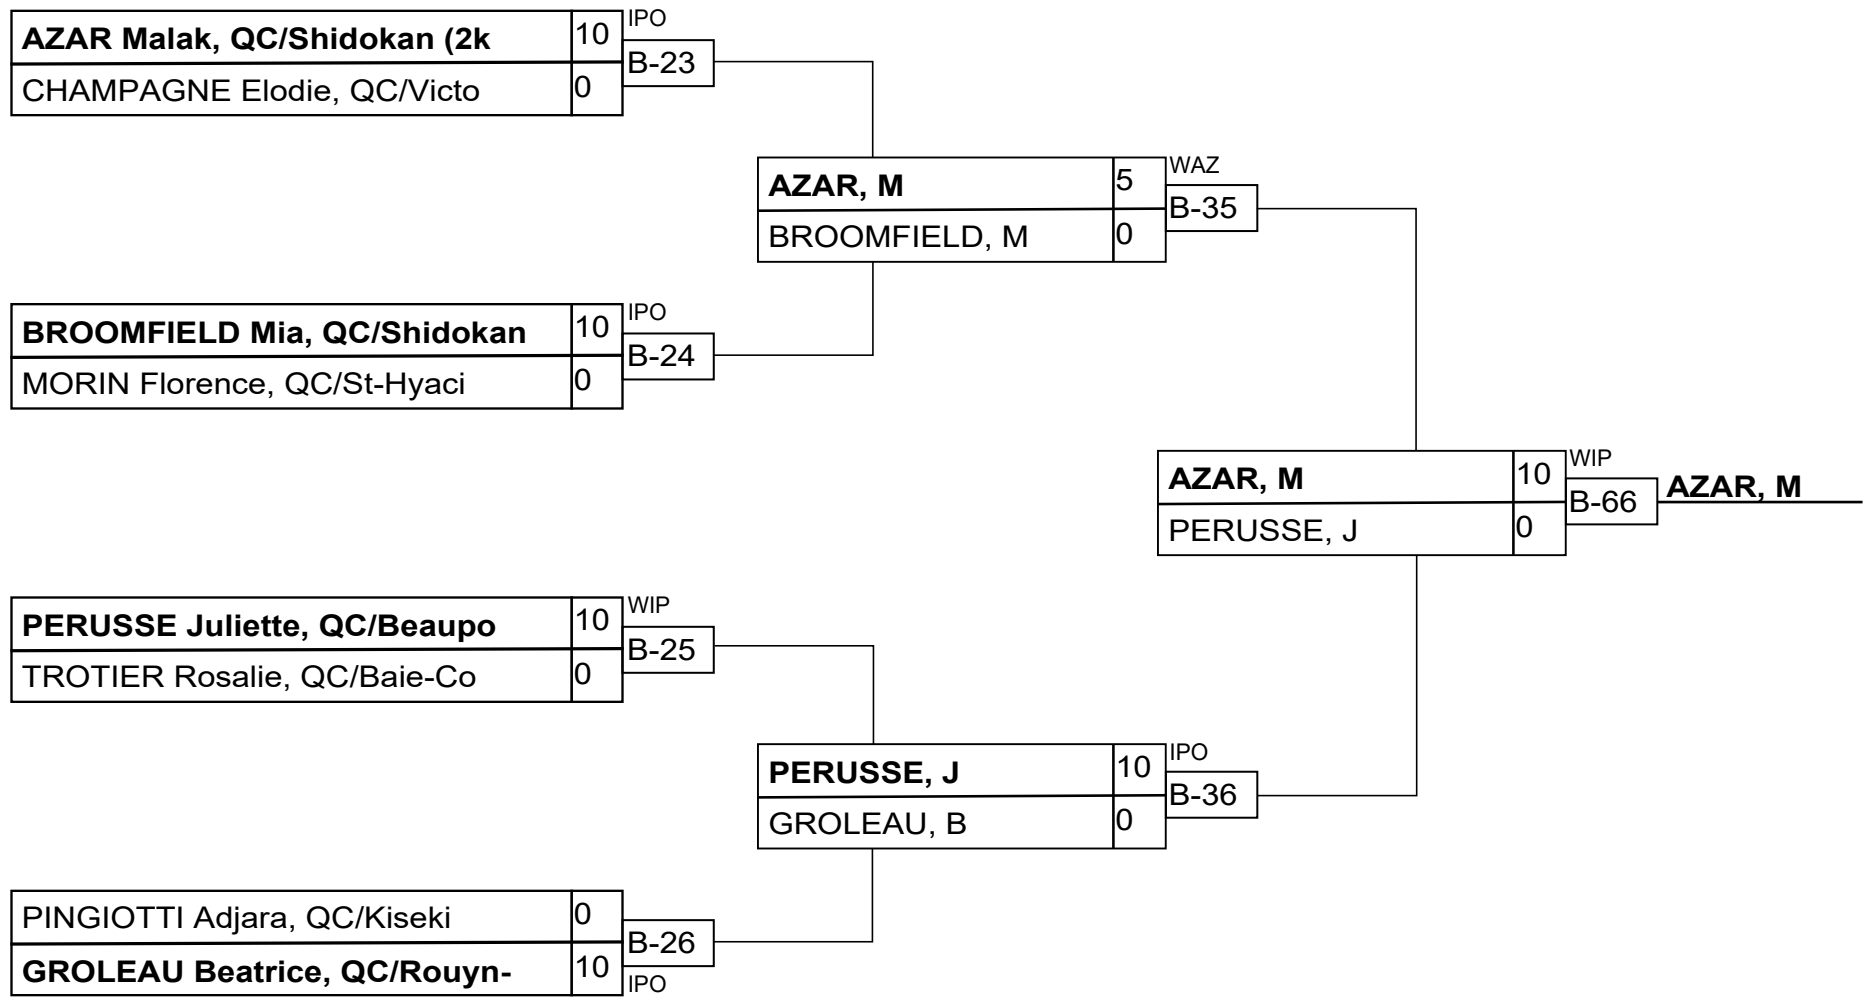 AZAR Malak, QC/Shidokan (2k 10 IPO
B-23
CHAMPAGNE Elodie, QC/Victo 0
AZAR, M 5 WAZ
B-35
BROOMFIELD, M 0
BROOMFIELD Mia, QC/Shidokan 10 IPO
B-24
MORIN Florence, QC/St-Hyaci 0
AZAR, M 10 WIP
B-66 AZAR, M
PERUSSE, J 0
PERUSSE Juliette, QC/Beaupo 10 WIP
B-25
TROTIER Rosalie, QC/Baie-Co 0
PERUSSE, J 10 IPO
B-36
GROLEAU, B 0
PINGIOTTI Adjara, QC/Kiseki 0
B-26
GROLEAU Beatrice, QC/Rouyn- 10 IPO